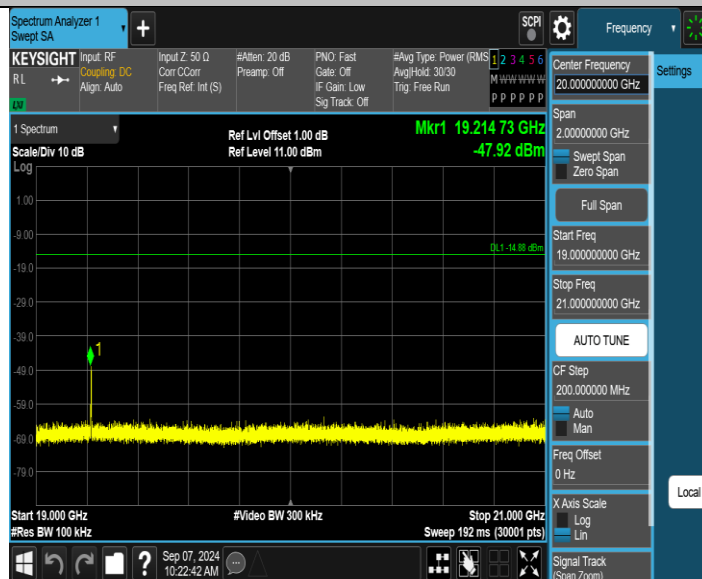 Spectrum Analyzer 1
Swept SA
+
SCPI
Frequency
KEYSIGHT
RL
LXI
Input: RF
Coupling: DC
Align: Auto
Input Z: 50 Ω
Corr CCorr
Freq Ref: Int (S)
#Atten: 20 dB
Preamp: Off
PNO: Fast
Gate: Off
IF Gain: Low
Sig Track: Off
#Avg Type: Power (RMS
Avg|Hold: 30/30
Trig: Free Run
1 2 3 4 5 6
M W W W W W
P P P P P P
1 Spectrum
Scale/Div 10 dB
Log
Ref Lvl Offset 1.00 dB
Ref Level 11.00 dBm
Mkr1 19.214 73 GHz
-47.92 dBm
1.00
-9.00
-19.0
-29.0
-39.0
-49.0
-59.0
-69.0
-79.0
DL1 -14.88 dBm
1
Start 19.000 GHz
#Res BW 100 kHz
#Video BW 300 kHz
Stop 21.000 GHz
Sweep 192 ms (30001 pts)
?
Sep 07, 2024
10:22:42 AM
Center Frequency
20.000000000 GHz
Span
2.00000000 GHz
Swept Span
Zero Span
Full Span
Start Freq
19.000000000 GHz
Stop Freq
21.000000000 GHz
AUTO TUNE
CF Step
200.000000 MHz
Auto
Man
Freq Offset
0 Hz
X Axis Scale
Log
Lin
Signal Track
(Span Zoom)
Settings
Local